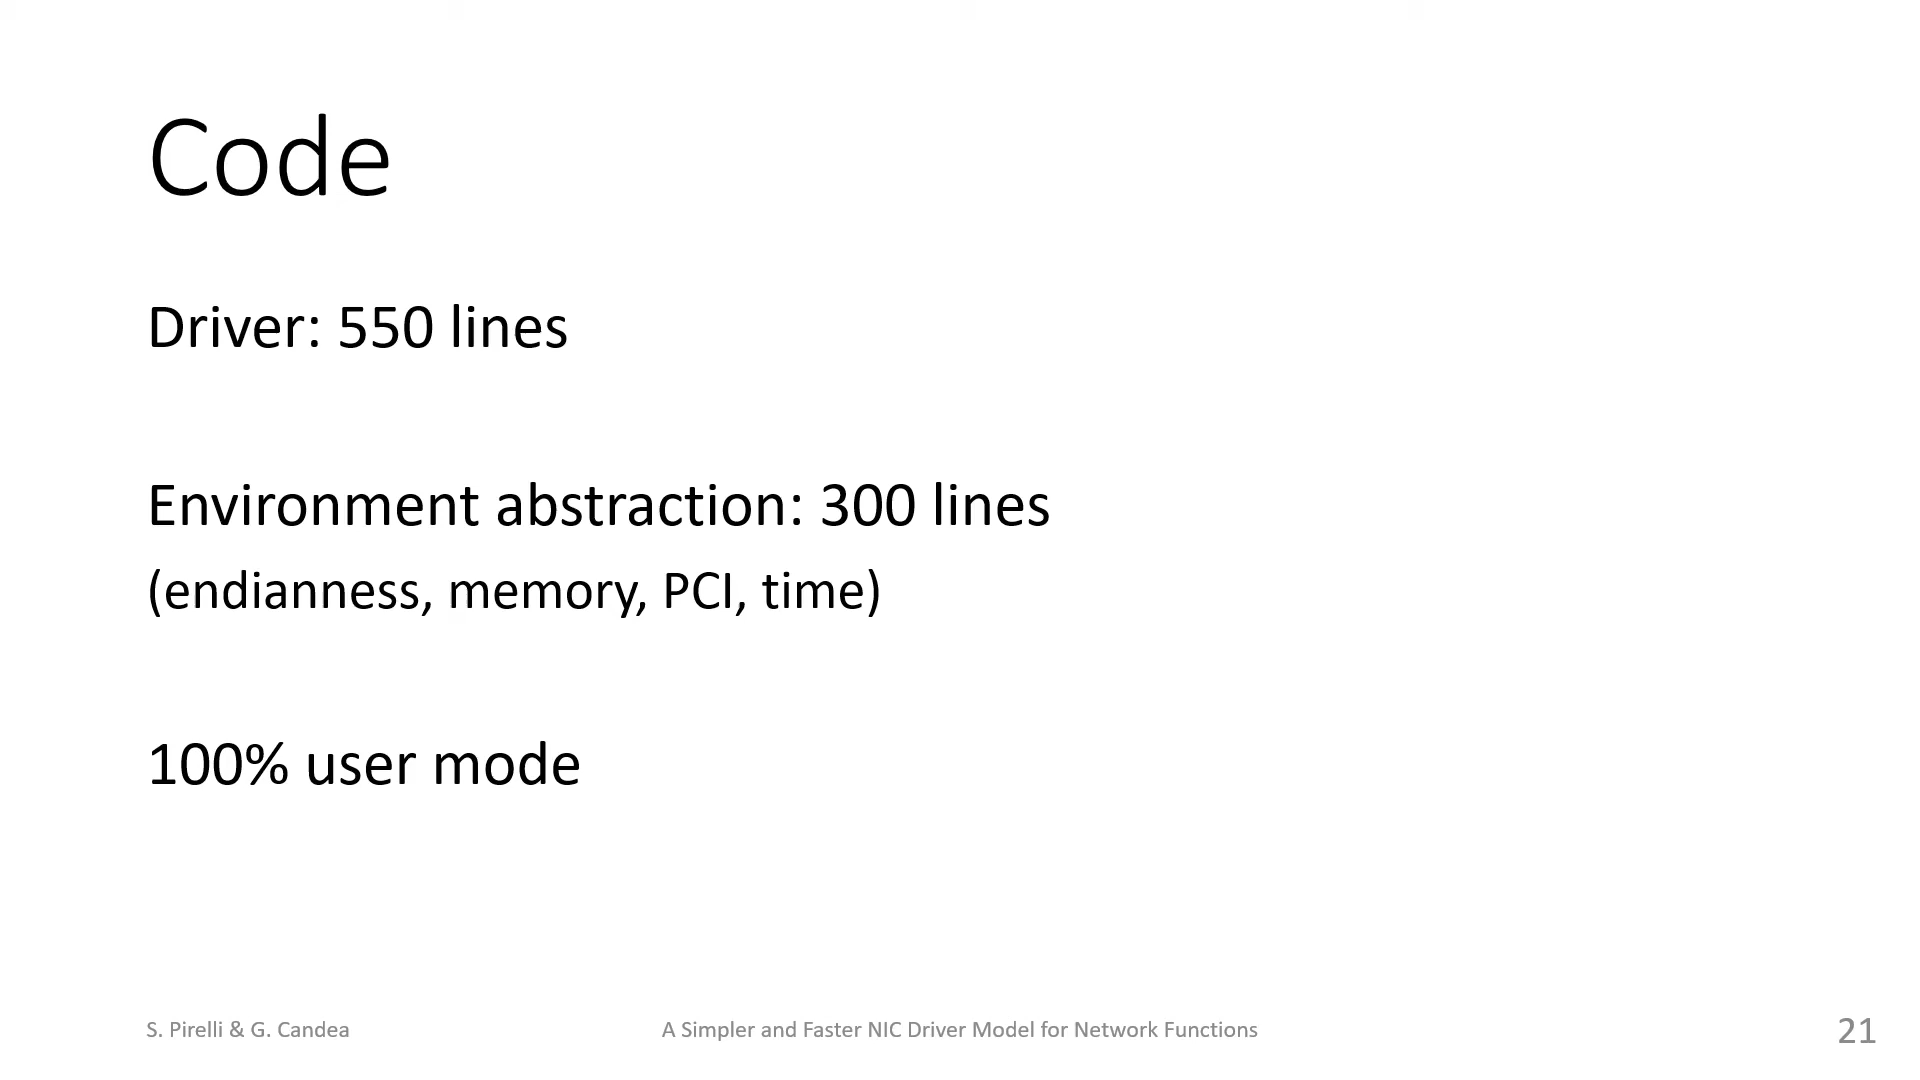 Code
Driver: 550 lines
Environment abstraction: 300 lines
(endianness, memory, PCI, time)
100% user mode
S. Pirelli & G. Candea
A Simpler and Faster NIC Driver Model for Network Functions
21